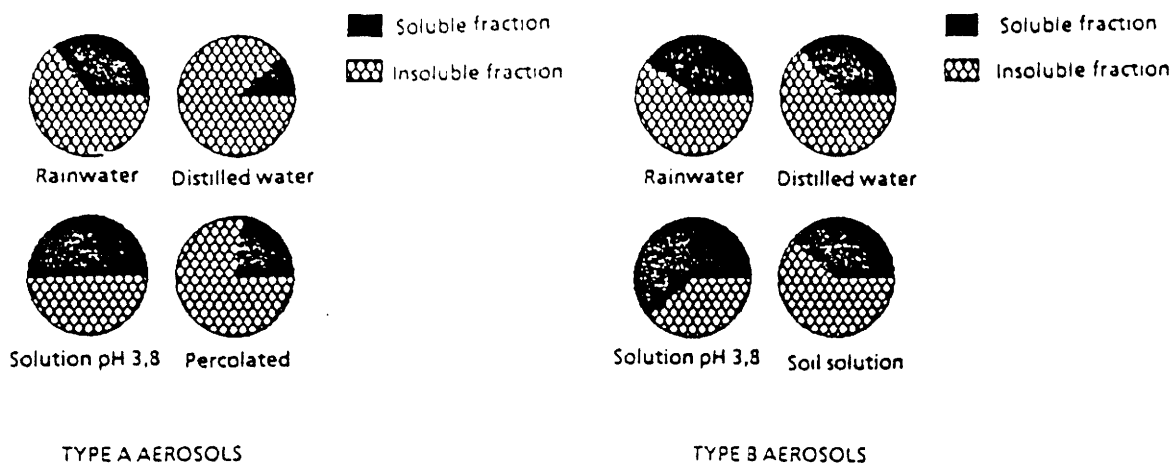 Soluble fraction
Insoluble fraction
Rainwater
Distilled water
Solution pH 3,8
Percolated
TYPE A AEROSOLS
Soluble fraction
Insoluble fraction
Rainwater
Distilled water
Solution pH 3,8
Soil solution
TYPE B AEROSOLS